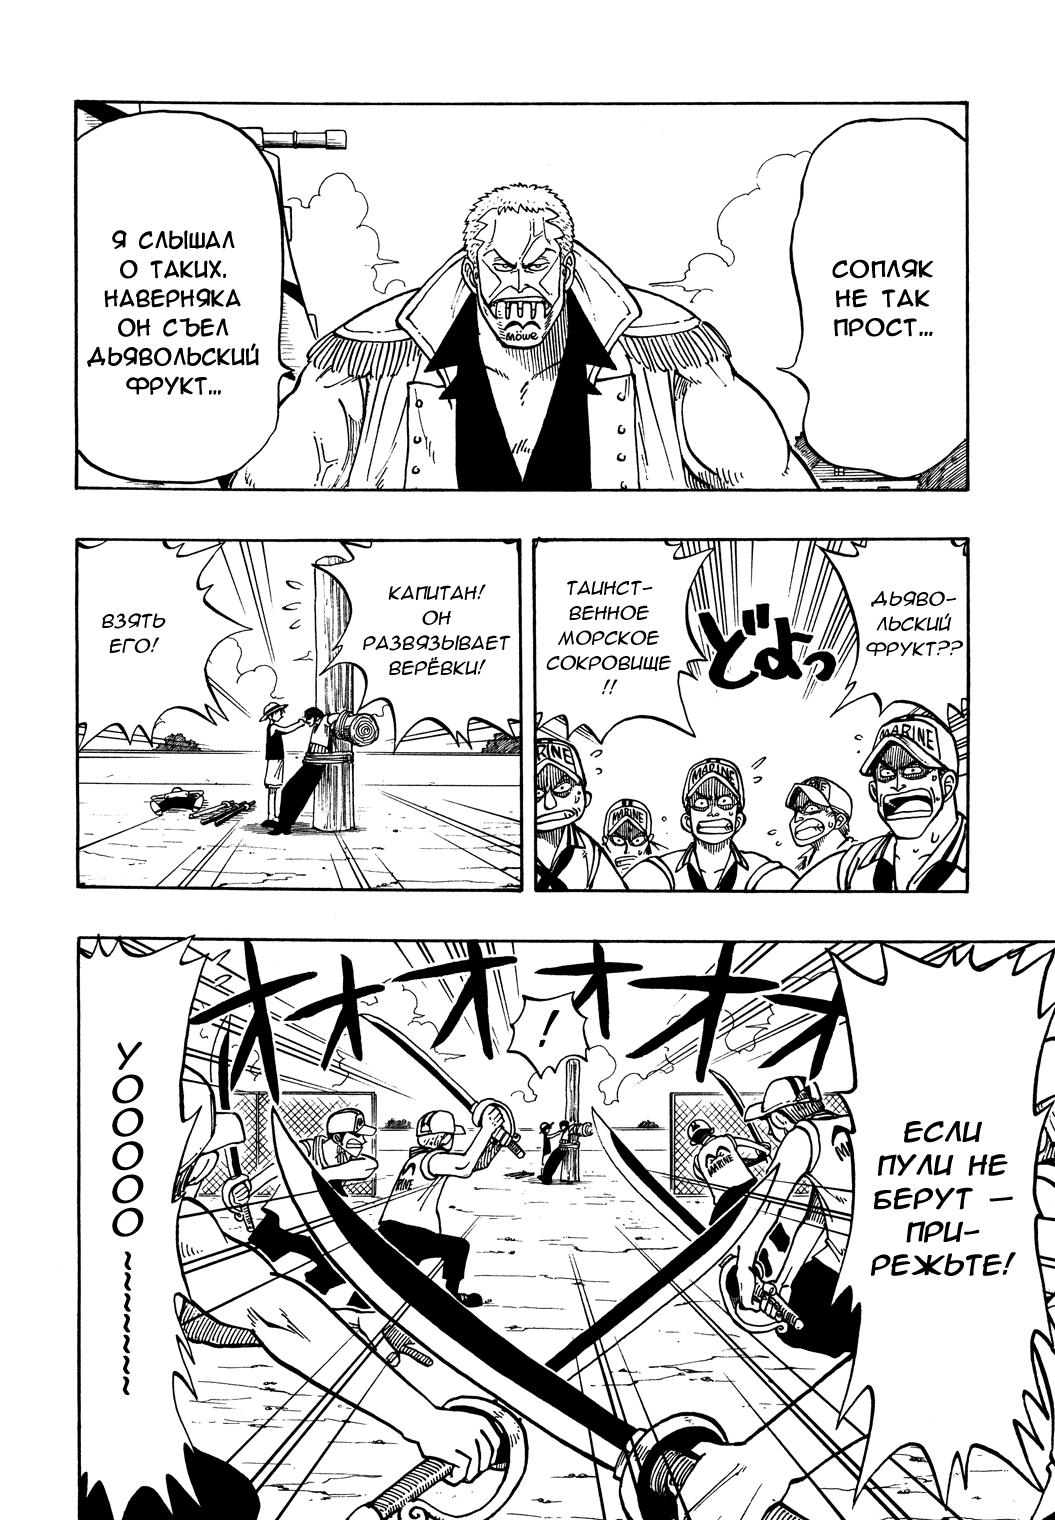 СОПЛЯК
НЕ ТАК
ПРОСТ...
Я СЛЫШАЛ
О ТАКИХ.
НАВЕРНЯКА
ОН СЪЕЛ
ДЬЯВОЛЬСКИЙ
ФРУКТ...
Möwe
ДЬЯВО-
ЛЬСКИЙ
ФРУКТ??
どよっ
ТАИНСТ-
ВЕННОЕ
МОРСКОЕ
СОКРОВИЩЕ
!!
MARINE
MARINE
MARINE
КАПИТАН!
ОН
РАЗВЯЗЫВАЕТ
ВЕРЁВКИ!
ВЗЯТЬ
ЕГО!
ЕСЛИ
ПУЛИ НЕ
БЕРУТ –
ПРИ-
РЕЖЬТЕ!
!
オオオオオ
MARINE
УООООО~~~~~~~